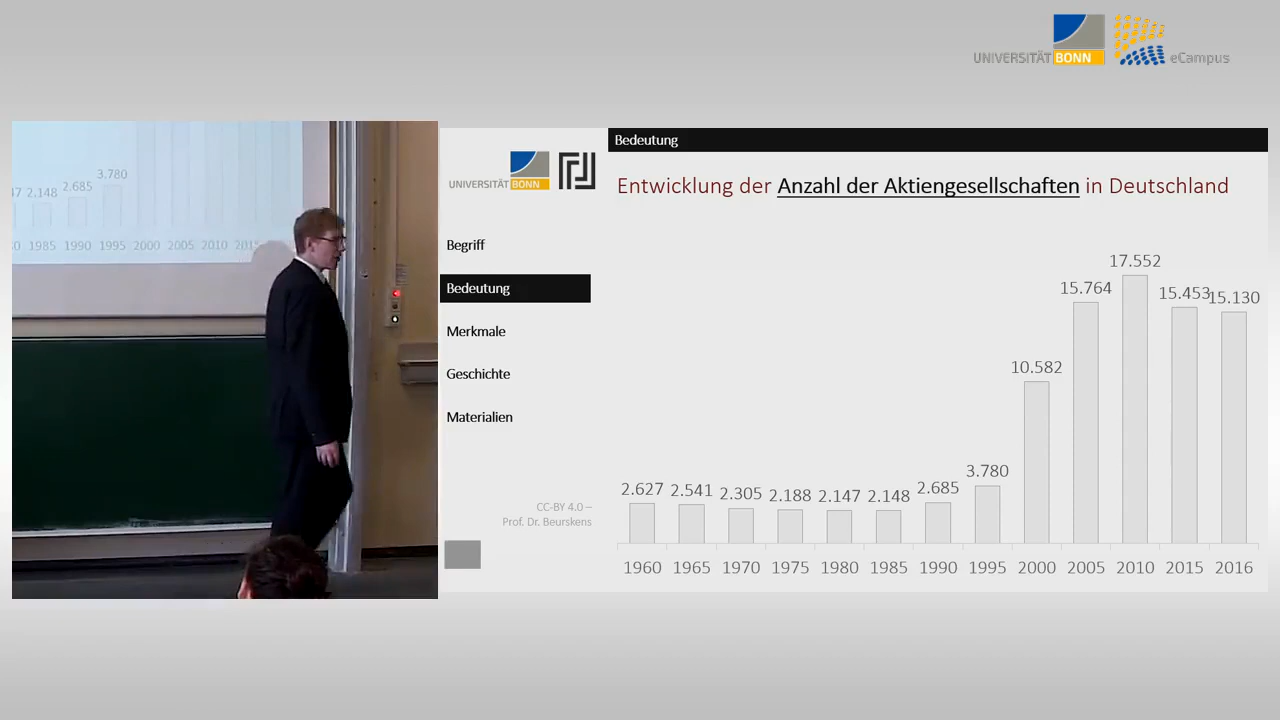 UNIVERSITÄT BONN eCampus
47 2.148 2.685 3.780
1985 1990 1995 2000 2005 2010 2015
UNIVERSITÄT BONN
Begriff
Bedeutung
Merkmale
Geschichte
Materialien
CC-BY 4.0 –
Prof. Dr. Beurskens
Bedeutung
Entwicklung der Anzahl der Aktiengesellschaften in Deutschland
2.627 2.541 2.305 2.188 2.147 2.148 2.685 3.780 10.582 15.764 17.552 15.453 15.130
1960 1965 1970 1975 1980 1985 1990 1995 2000 2005 2010 2015 2016